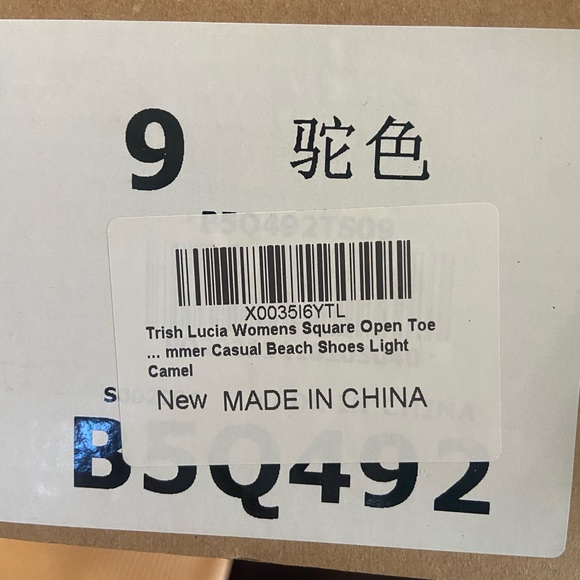 9 驼色
B5Q492TS09
X0035I6YTL
Trish Lucia Womens Square Open Toe
... mmer Casual Beach Shoes Light
Camel
New MADE IN CHINA
B5Q492